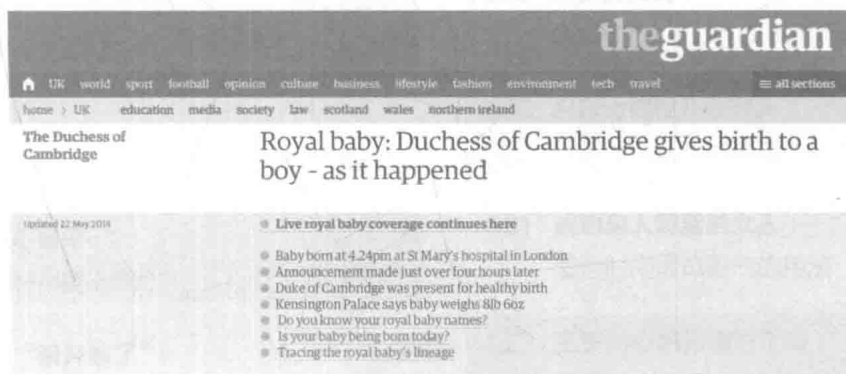 theguardian
UK world sport football opinion culture business lifestyle fashion environment tech travel ≡ all sections
home > UK education media society law scotland wales northern ireland
The Duchess of
Cambridge
Royal baby: Duchess of Cambridge gives birth to a
boy – as it happened
Updated 22 May 2014
Live royal baby coverage continues here
Baby born at 4.24pm at St Mary's hospital in London
Announcement made just over four hours later
Duke of Cambridge was present for healthy birth
Kensington Palace says baby weighs 8lb 6oz
Do you know your royal baby names?
Is your baby being born today?
Tracing the royal baby's lineage